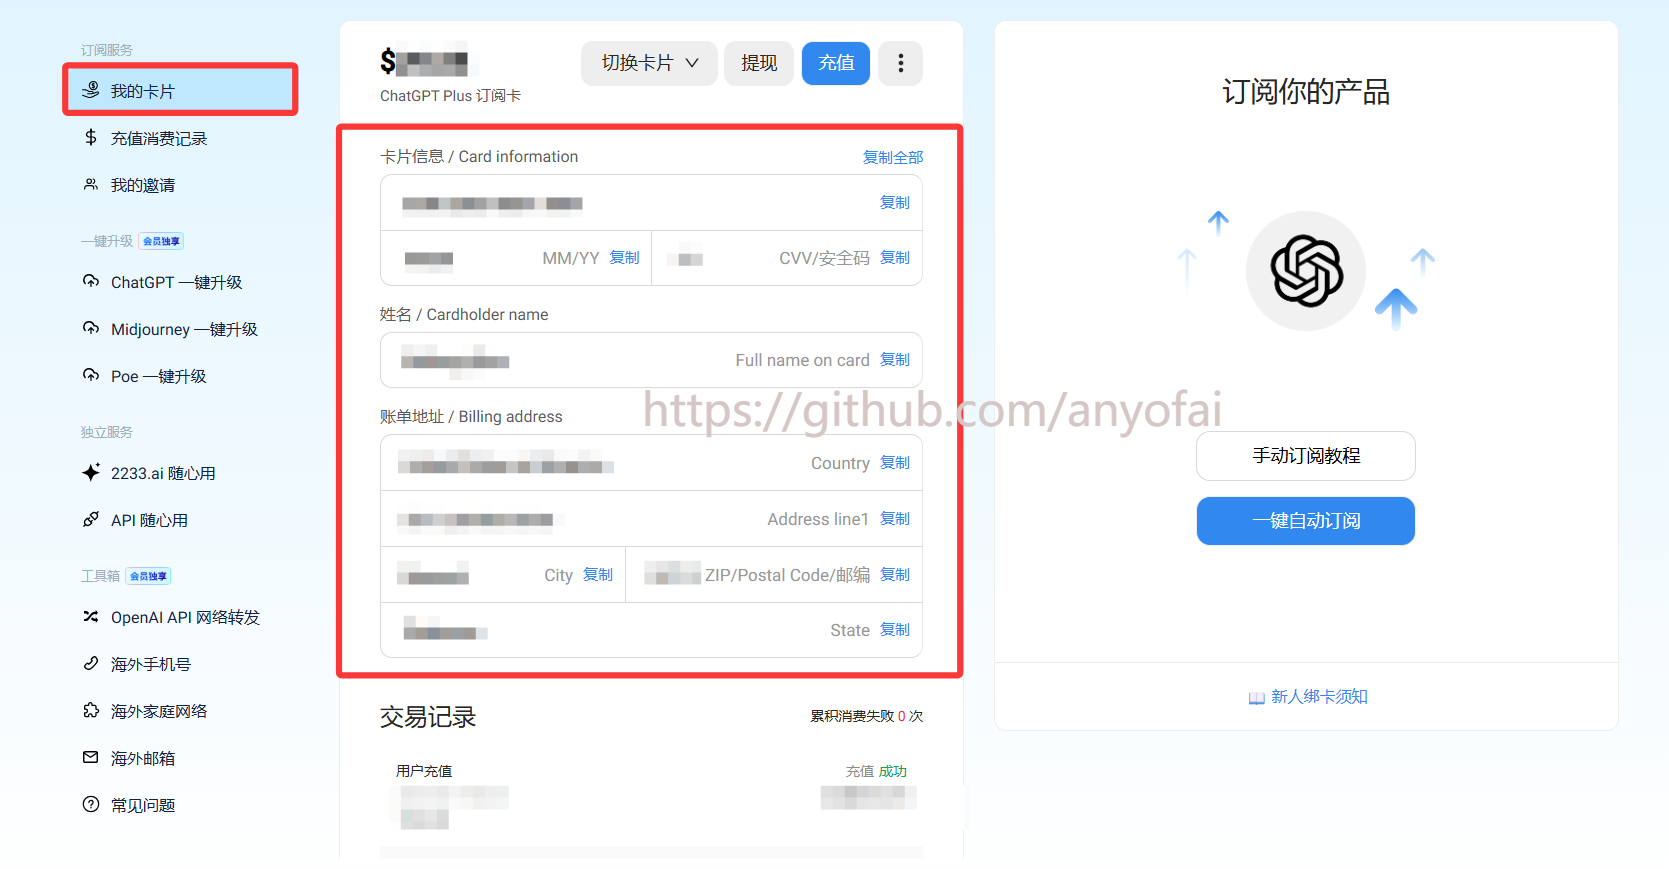 订阅服务
我的卡片
充值消费记录
我的邀请
一键升级 会员独享
ChatGPT 一键升级
Midjourney 一键升级
Poe 一键升级
独立服务
2233.ai 随心用
API 随心用
工具箱 会员独享
OpenAI API 网络转发
海外手机号
海外家庭网络
海外邮箱
常见问题
$
切换卡片 提现 充值
ChatGPT Plus 订阅卡
卡片信息 / Card information 复制全部
复制
MM/YY 复制 CVV/安全码 复制
姓名 / Cardholder name
Full name on card 复制
账单地址 / Billing address
Country 复制
Address line1 复制
City 复制 ZIP/Postal Code/邮编 复制
State 复制
交易记录 累积消费失败 0 次
用户充值 充值 成功
订阅你的产品
手动订阅教程
一键自动订阅
新人绑卡须知
https://github.com/anyofai